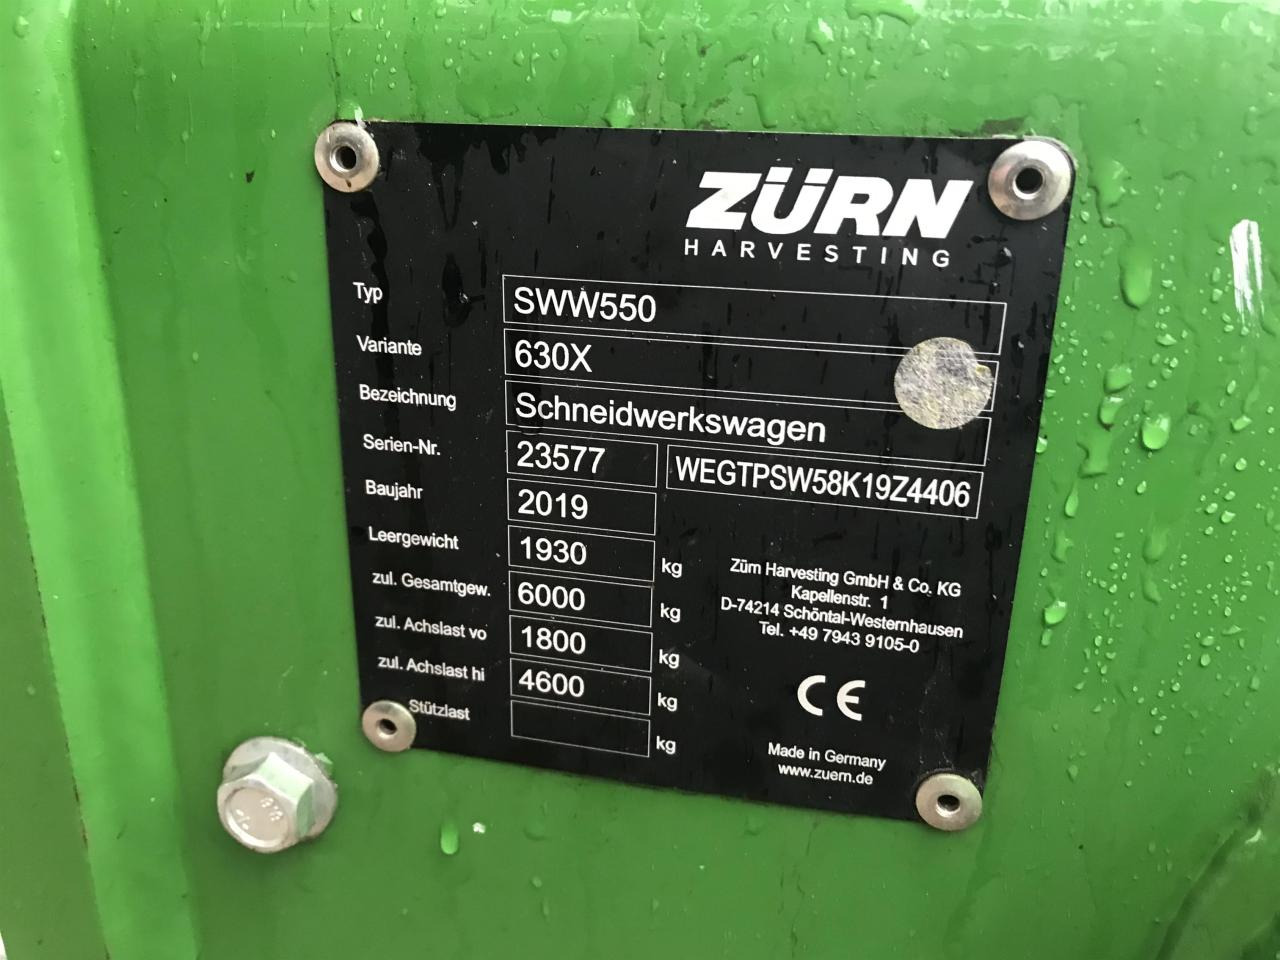 ZÜRN
HARVESTING
Typ SWW550
Variante 630X
Bezeichnung Schneidwerkswagen
Serien-Nr. 23577 WEGTPSW58K19Z4406
Baujahr 2019
Leergewicht 1930 kg
zul. Gesamtgew. 6000 kg
zul. Achslast vo 1800 kg
zul. Achslast hi 4600 kg
Stützlast kg
Zürn Harvesting GmbH & Co. KG
Kapellenstr. 1
D-74214 Schöntal-Westernhausen
Tel. +49 7943 9105-0
CE
Made in Germany
www.zuern.de